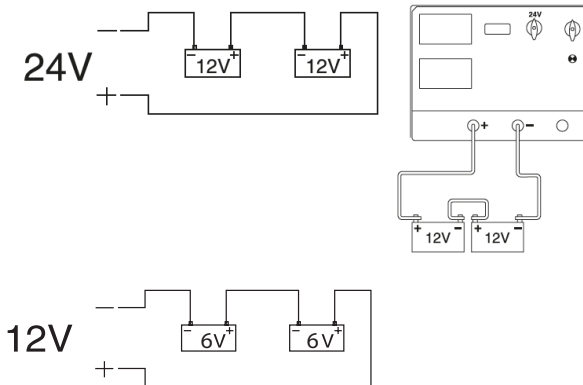 24V
− +
− + 12V
− + 12V
24V
+ −
+ − 12V
+ − 12V
12V
− +
− + 6V
− + 6V